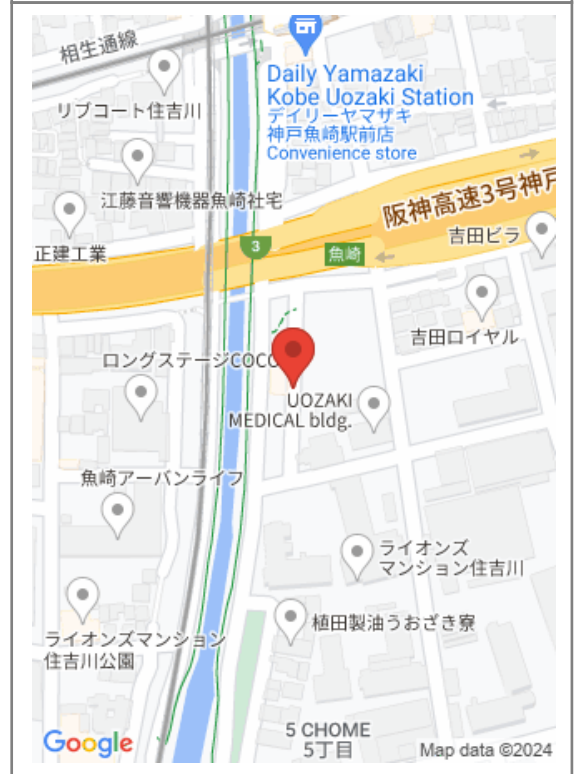 相生通線
Daily Yamazaki
Kobe Uozaki Station
デイリーヤマザキ
神戸魚崎駅前店
Convenience store
リブコート住吉川
江藤音響機器魚崎社宅
阪神高速3号神戸
正建工業
3
魚崎
吉田ビラ
吉田ロイヤル
ロングステージCOCO
UOZAKI
MEDICAL bldg.
魚崎アーバンライフ
ライオンズ
マンション住吉川
植田製油うおざき寮
ライオンズマンション
住吉川公園
5 CHOME
5丁目
Google
Map data ©2024